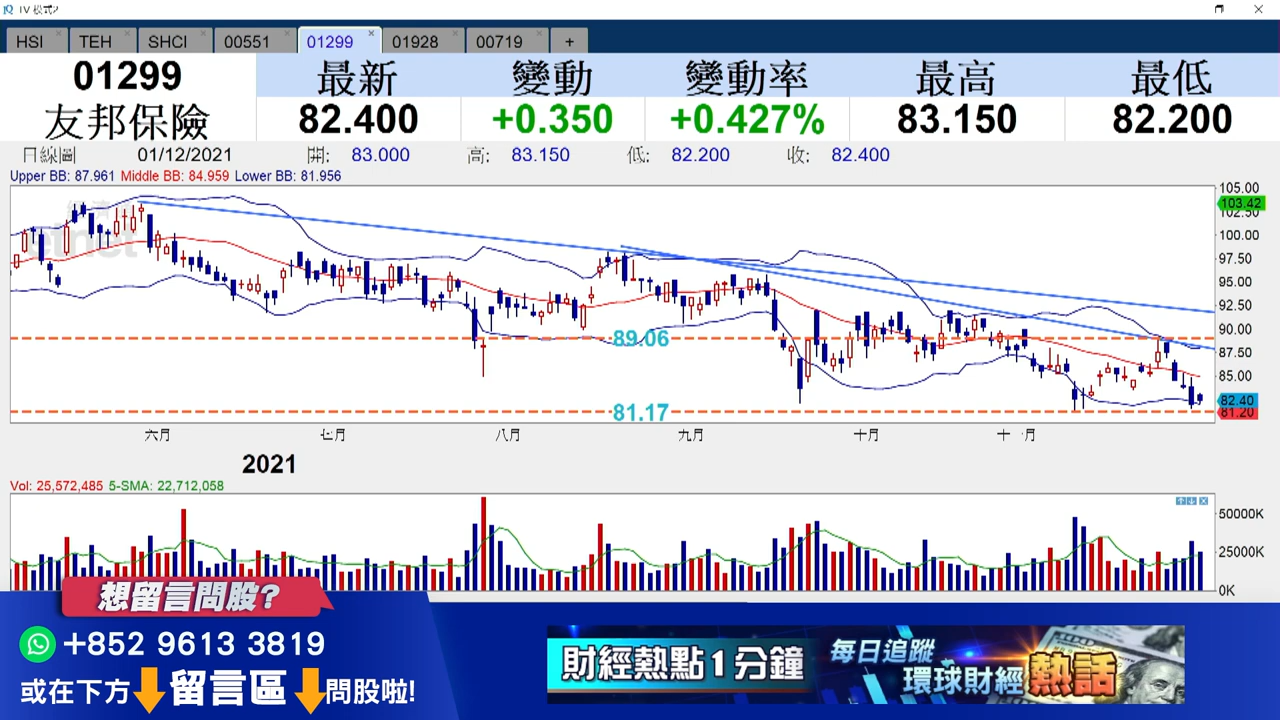 TV 模式2
HSI TEH SHCI 00551 01299 01928 00719 +
01299 最新 變動 變動率 最高 最低
友邦保險 82.400 +0.350 +0.427% 83.150 82.200
日線圖 01/12/2021 開: 83.000 高: 83.150 低: 82.200 收: 82.400
Upper BB: 87.961 Middle BB: 84.959 Lower BB: 81.956
105.00
103.42
102.50
100.00
97.50
95.00
92.50
90.00
89.06
87.50
85.00
82.40
81.17
81.20
六月 七月 八月 九月 十月 十一月
2021
Vol: 25,572,485 5-SMA: 22,712,058
50000K
25000K
0K
想留言問股?
+852 9613 3819
或在下方 留言區 問股啦!
財經熱點1分鐘
每日追蹤
環球財經 熱話